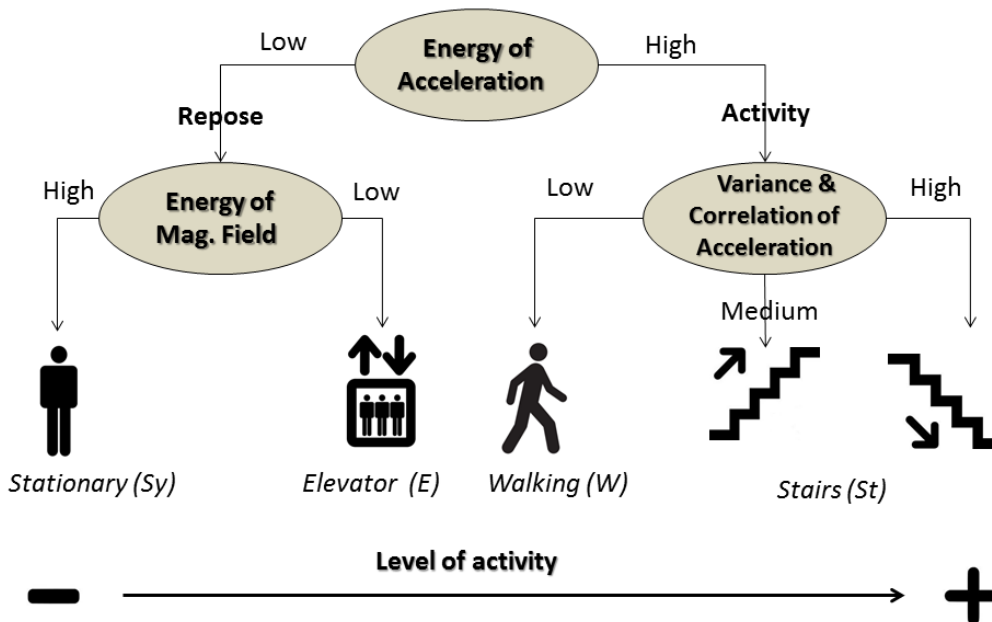 Low
Energy of
Acceleration
High
Repose
Activity
High
Energy of
Mag. Field
Low
Low
Variance &
Correlation of
Acceleration
High
Medium
Stationary (Sy)
Elevator (E)
Walking (W)
Stairs (St)
Level of activity